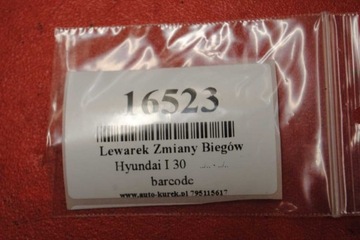 16523
Lewarek Zmiany Biegów
Hyundai I 30
barcode
www.auto-kurek.pl 795115617